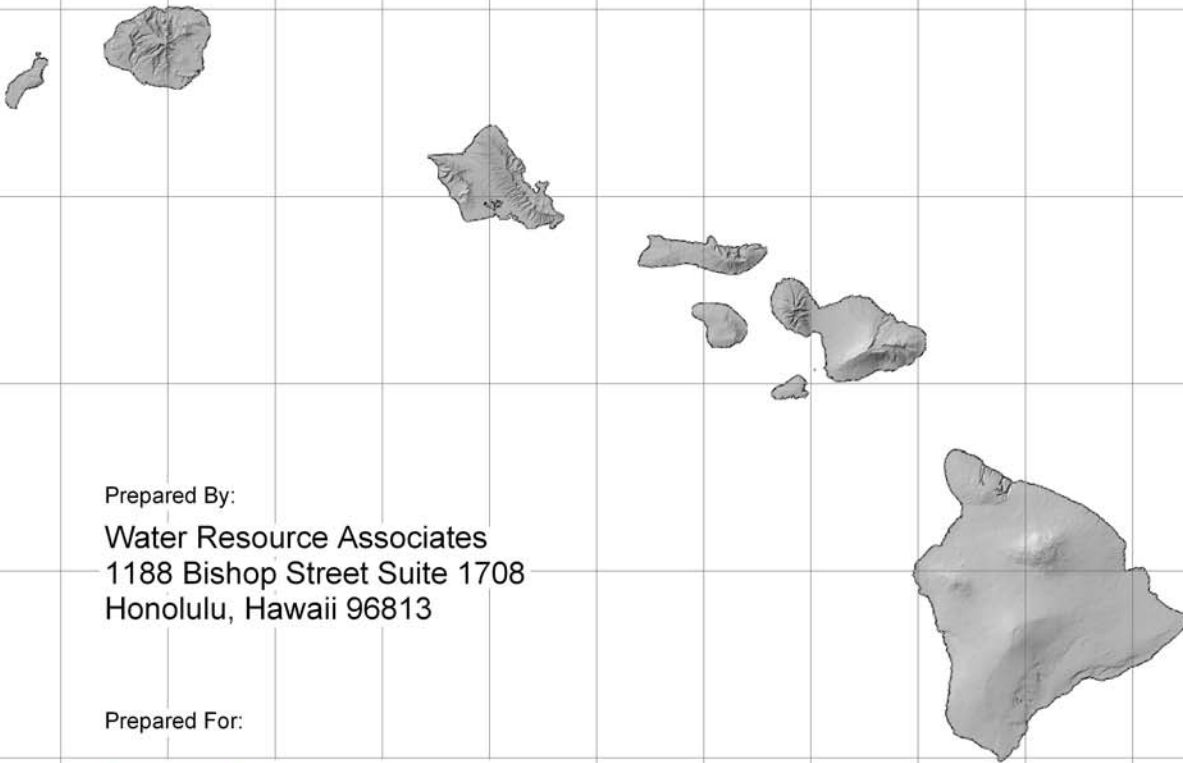 Prepared By:
Water Resource Associates
1188 Bishop Street Suite 1708
Honolulu, Hawaii 96813
Prepared For: